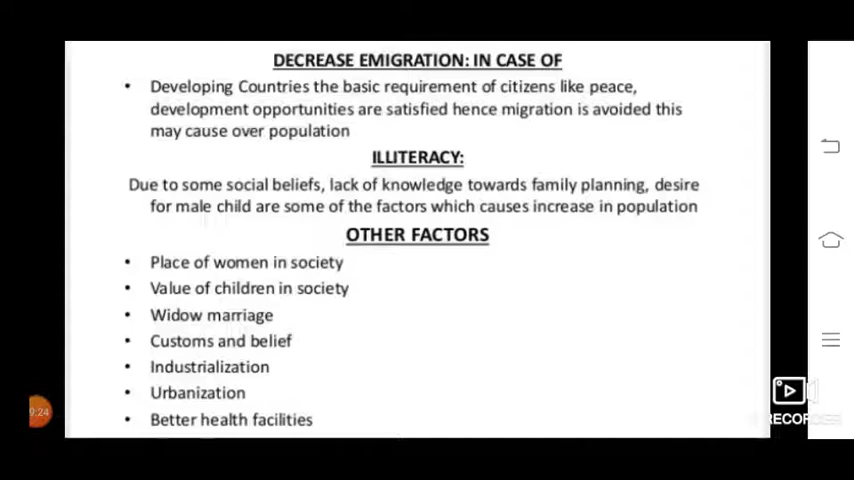 DECREASE EMIGRATION: IN CASE OF
• Developing Countries the basic requirement of citizens like peace,
development opportunities are satisfied hence migration is avoided this
may cause over population
ILLITERACY:
Due to some social beliefs, lack of knowledge towards family planning, desire
for male child are some of the factors which causes increase in population
OTHER FACTORS
• Place of women in society
• Value of children in society
• Widow marriage
• Customs and belief
• Industrialization
• Urbanization
• Better health facilities
9:24
RECORDER